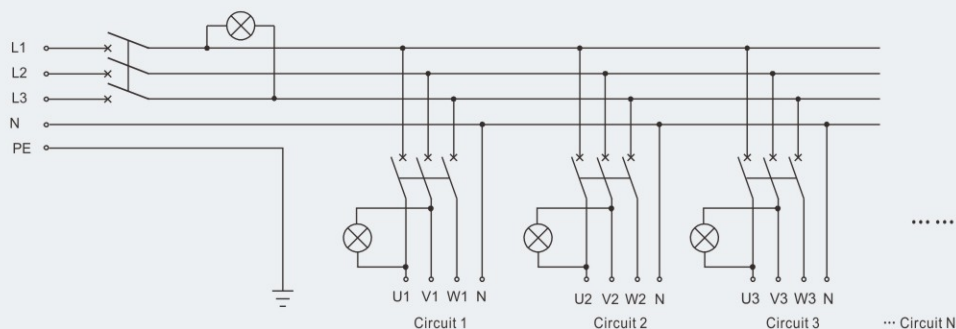 L1
L2
L3
N
PE
U1 V1 W1 N
U2 V2 W2 N
U3 V3 W3 N
Circuit 1
Circuit 2
Circuit 3
··· Circuit N